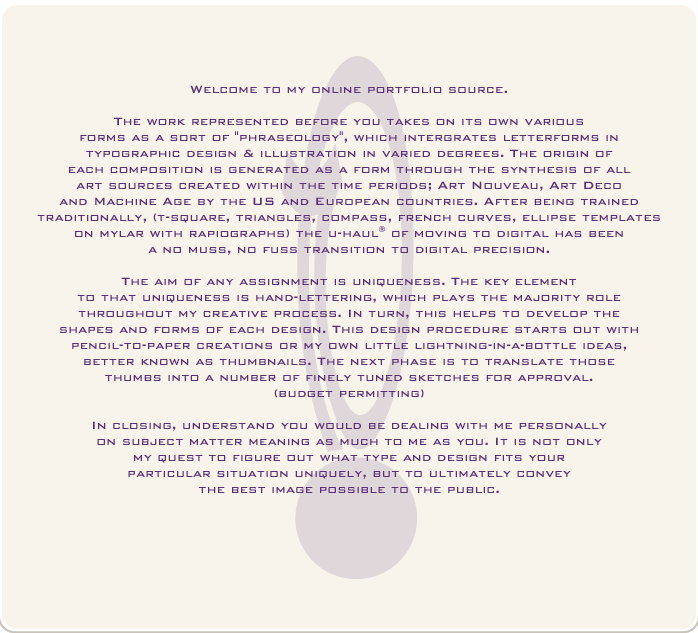 Welcome to my online portfolio source.
The work represented before you takes on its own various
forms as a sort of "phraseology", which intergrates letterforms in
typographic design & illustration in varied degrees. The origin of
each composition is generated as a form through the synthesis of all
art sources created within the time periods; Art Nouveau, Art Deco
and Machine Age by the US and European countries. After being trained
traditionally, (t-square, triangles, compass, french curves, ellipse templates
on mylar with rapiographs) the u-haul® of moving to digital has been
a no muss, no fuss transition to digital precision.
The aim of any assignment is uniqueness. The key element
to that uniqueness is hand-lettering, which plays the majority role
throughout my creative process. In turn, this helps to develop the
shapes and forms of each design. This design procedure starts out with
pencil-to-paper creations or my own little lightning-in-a-bottle ideas,
better known as thumbnails. The next phase is to translate those
thumbs into a number of finely tuned sketches for approval.
(budget permitting)
In closing, understand you would be dealing with me personally
on subject matter meaning as much to me as you. It is not only
my quest to figure out what type and design fits your
particular situation uniquely, but to ultimately convey
the best image possible to the public.